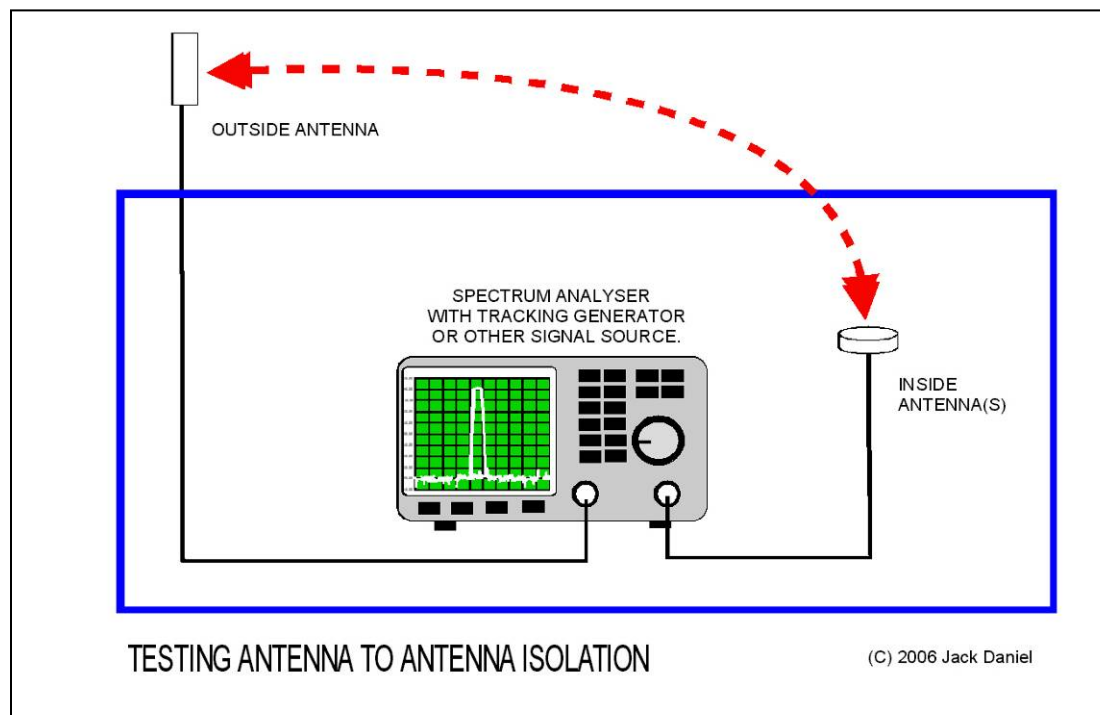 OUTSIDE ANTENNA
SPECTRUM ANALYSER
WITH TRACKING GENERATOR
OR OTHER SIGNAL SOURCE.
INSIDE
ANTENNA(S)
TESTING ANTENNA TO ANTENNA ISOLATION
(C) 2006 Jack Daniel